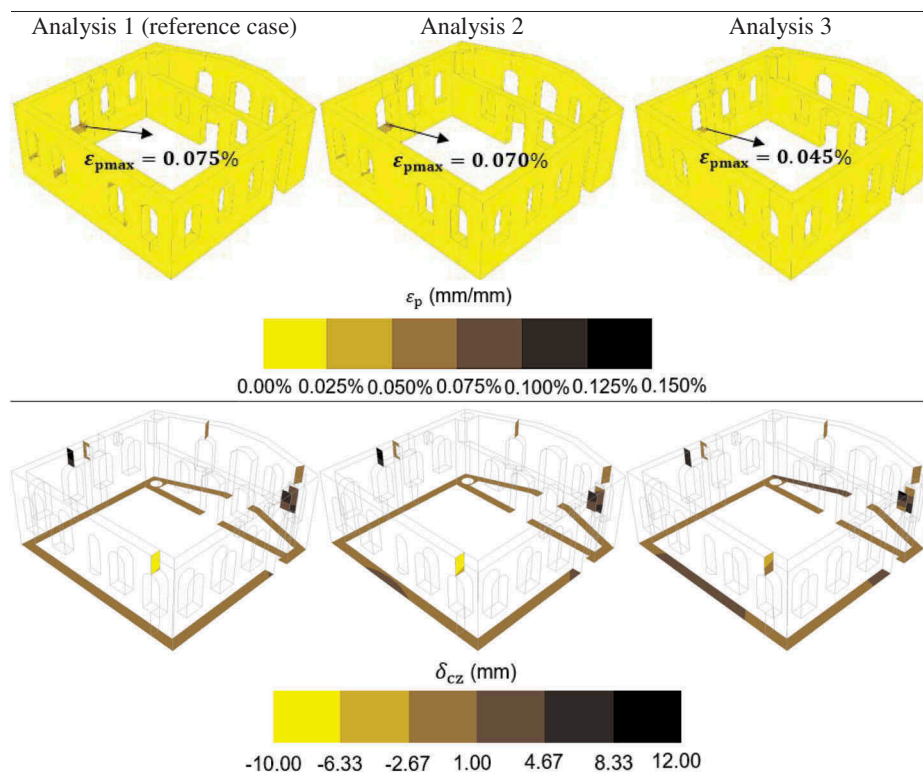 Analysis 1 (reference case) Analysis 2 Analysis 3
εpmax = 0.075% εpmax = 0.070% εpmax = 0.045%
εp (mm/mm)
0.00% 0.025% 0.050% 0.075% 0.100% 0.125% 0.150%
δcz (mm)
-10.00 -6.33 -2.67 1.00 4.67 8.33 12.00